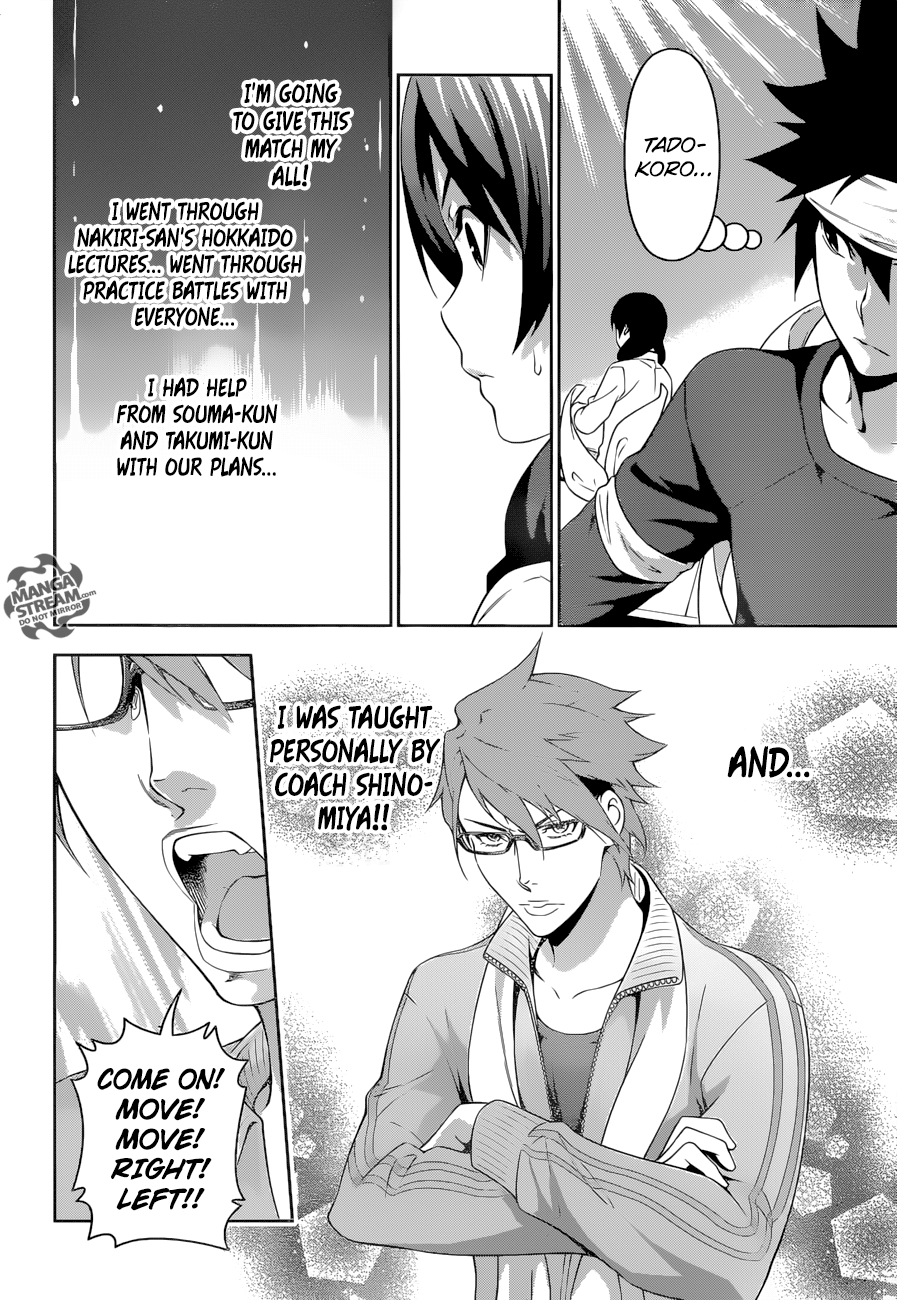 TADO-
KORO...
I'M GOING
TO GIVE THIS
MATCH MY
ALL!
I WENT THROUGH
NAKIRI-SAN'S HOKKAIDO
LECTURES... WENT THROUGH
PRACTICE BATTLES WITH
EVERYONE...
I HAD HELP
FROM SOUMA-KUN
AND TAKUMI-KUN
WITH OUR PLANS...
MANGA
STREAM.com
DO NOT MIRROR
AND...
I WAS TAUGHT
PERSONALLY BY
COACH SHINO-
MIYA!!
COME ON!
MOVE!
MOVE!
RIGHT!
LEFT!!